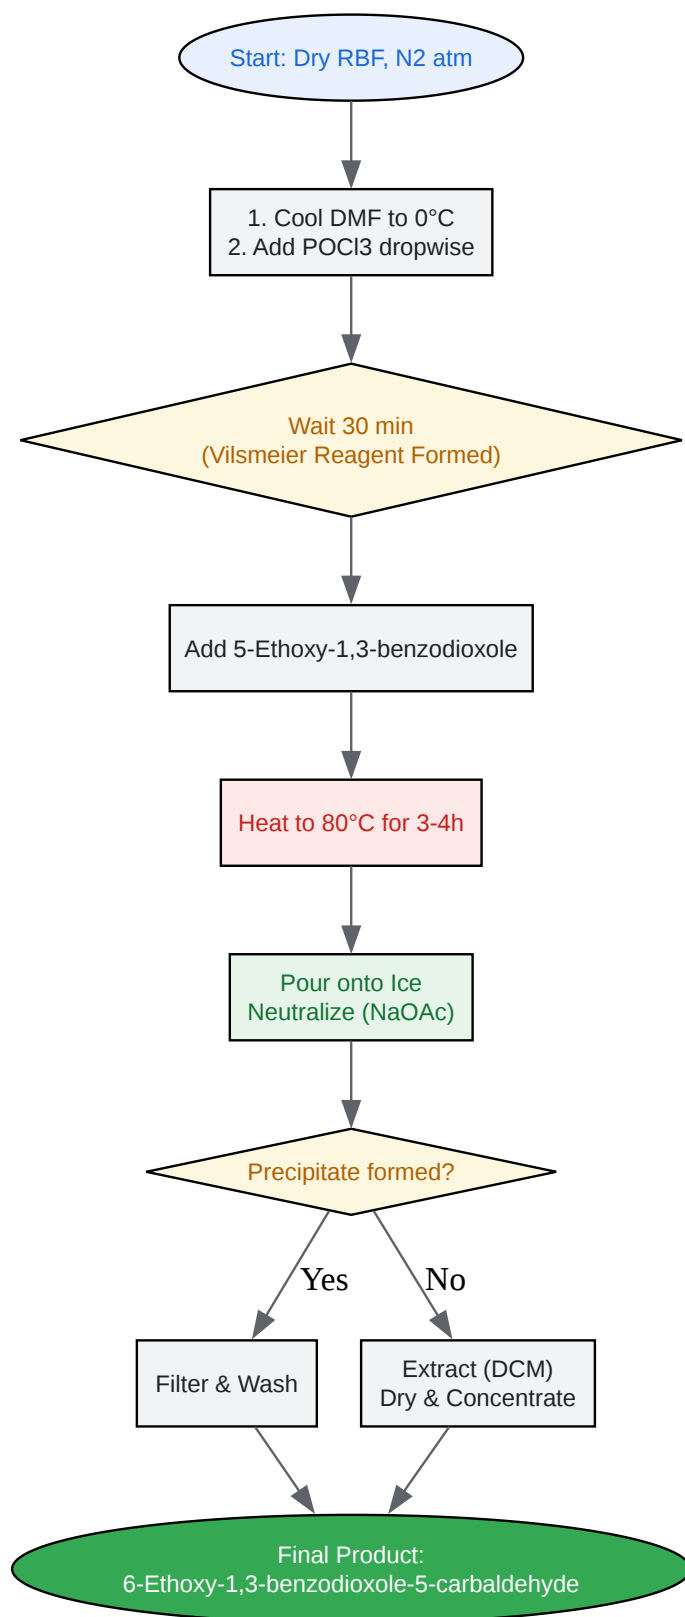 Start: Dry RBF, N2 atm
1. Cool DMF to 0°C
2. Add POCl3 dropwise
Wait 30 min
(Vilsmeier Reagent Formed)
Add 5-Ethoxy-1,3-benzodioxole
Heat to 80°C for 3-4h
Pour onto Ice
Neutralize (NaOAc)
Precipitate formed?
Yes
No
Filter & Wash
Extract (DCM)
Dry & Concentrate
Final Product:
6-Ethoxy-1,3-benzodioxole-5-carbaldehyde